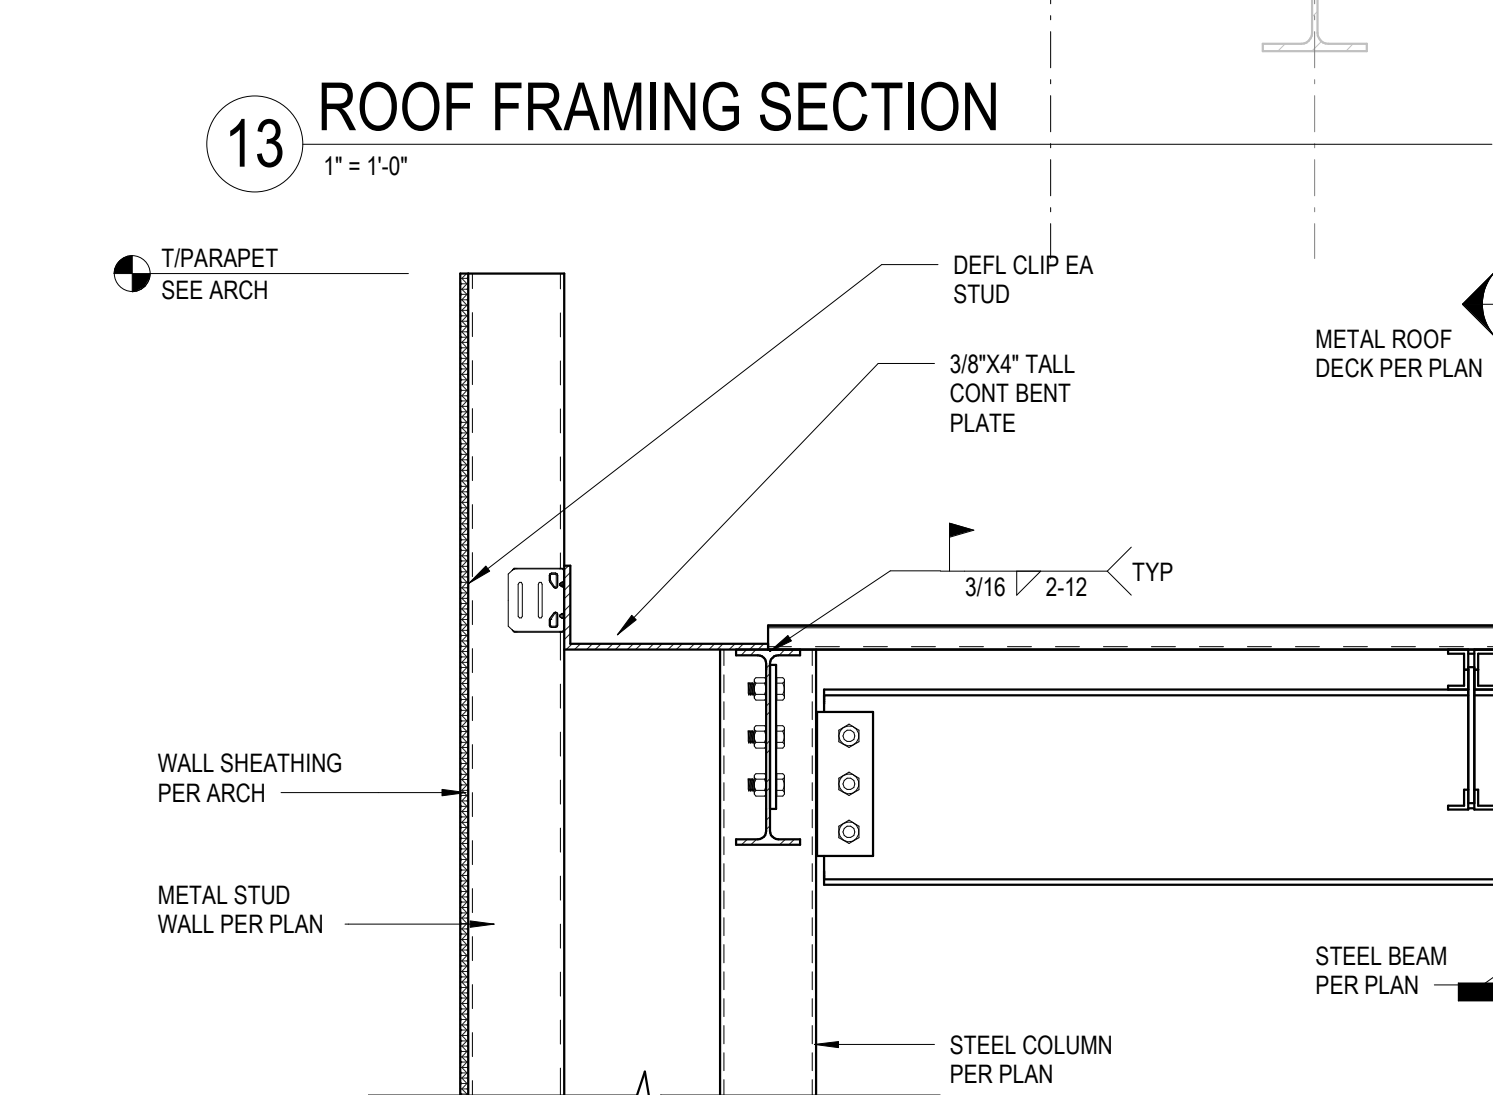 13
ROOF FRAMING SECTION
1" = 1'-0"
T/PARAPET
SEE ARCH
DEFL CLIP EA
STUD
METAL ROOF
DECK PER PLAN
3/8"X4" TALL
CONT BENT
PLATE
3/16 2-12 TYP
WALL SHEATHING
PER ARCH
METAL STUD
WALL PER PLAN
STEEL BEAM
PER PLAN
STEEL COLUMN
PER PLAN